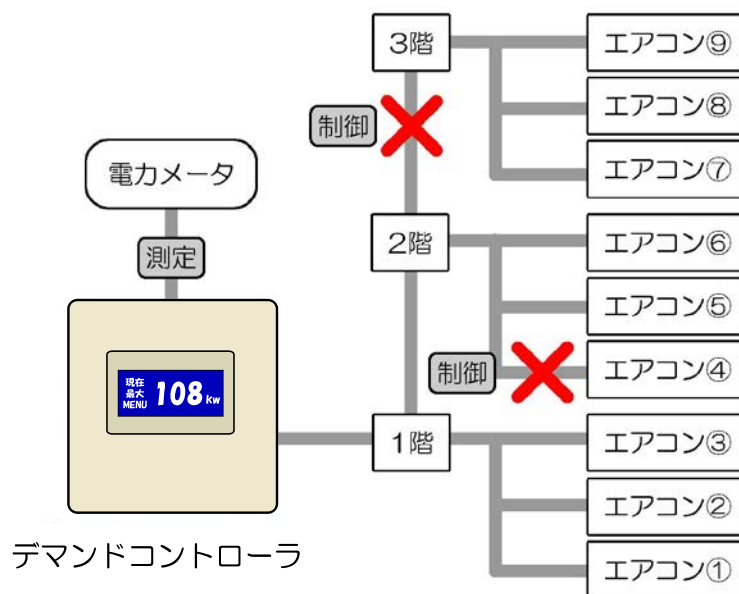 3階
エアコン⑨
制御
エアコン⑧
電力メータ
エアコン⑦
測定
2階
エアコン⑥
エアコン⑤
制御
エアコン④
現在
最大
MENU
108kw
1階
エアコン③
エアコン②
エアコン①
デマンドコントローラ